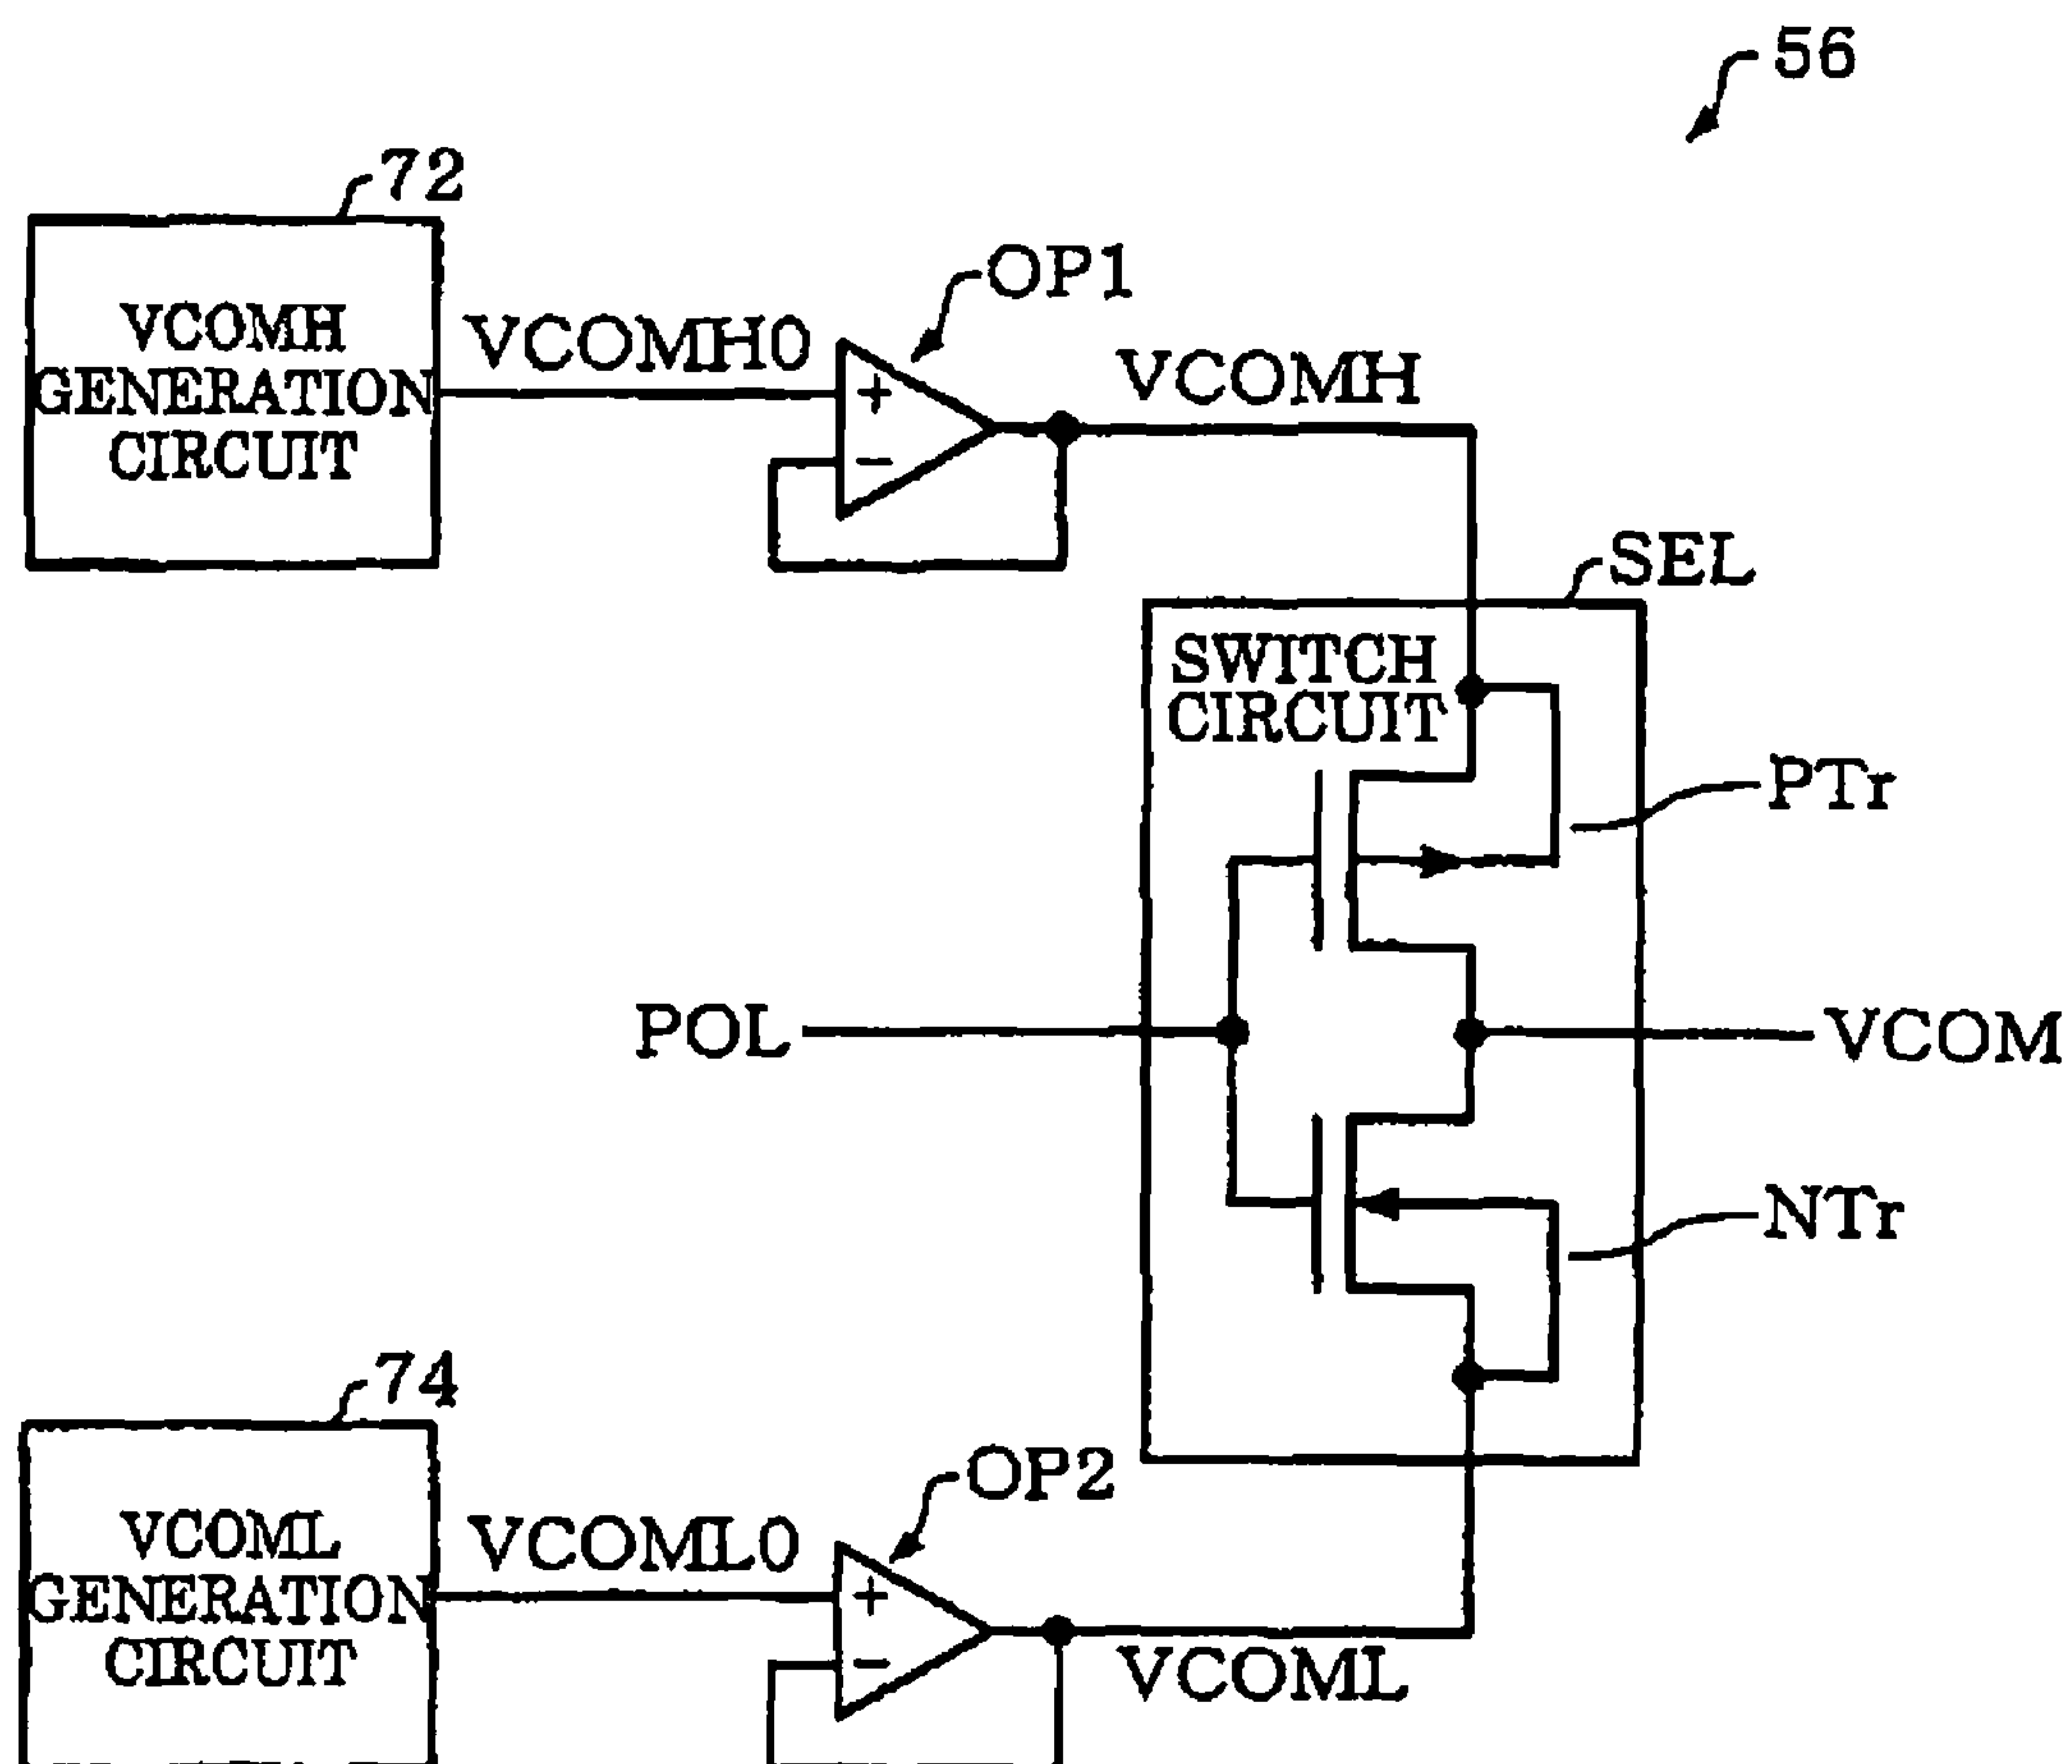 56
72
VCOMH
GENERATION
CIRCUIT
VCOMH0
+
−
OP1
VCOMH
SEL
SWITCH
CIRCUIT
PTr
POL
VCOM
NTr
74
VCOML
GENERATION
CIRCUIT
VCOML0
+
−
OP2
VCOML